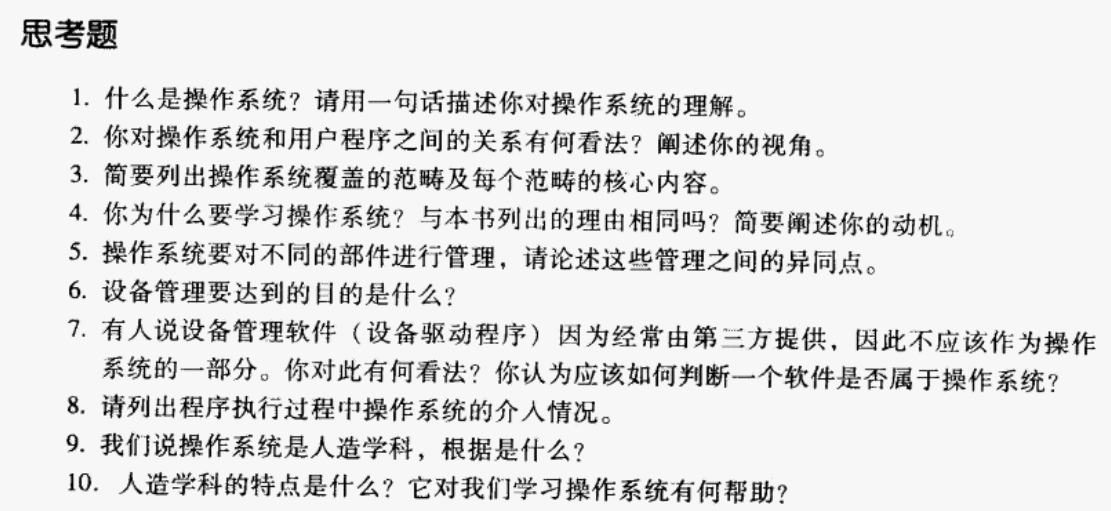 思考题
1. 什么是操作系统？请用一句话描述你对操作系统的理解。
2. 你对操作系统和用户程序之间的关系有何看法？阐述你的视角。
3. 简要列出操作系统覆盖的范畴及每个范畴的核心内容。
4. 你为什么要学习操作系统？与本书列出的理由相同吗？简要阐述你的动机。
5. 操作系统要对不同的部件进行管理，请论述这些管理之间的异同点。
6. 设备管理要达到的目的是什么？
7. 有人说设备管理软件（设备驱动程序）因为经常由第三方提供，因此不应该作为操作
系统的一部分。你对此有何看法？你认为应该如何判断一个软件是否属于操作系统？
8. 请列出程序执行过程中操作系统的介入情况。
9. 我们说操作系统是人造学科，根据是什么？
10. 人造学科的特点是什么？它对我们学习操作系统有何帮助？